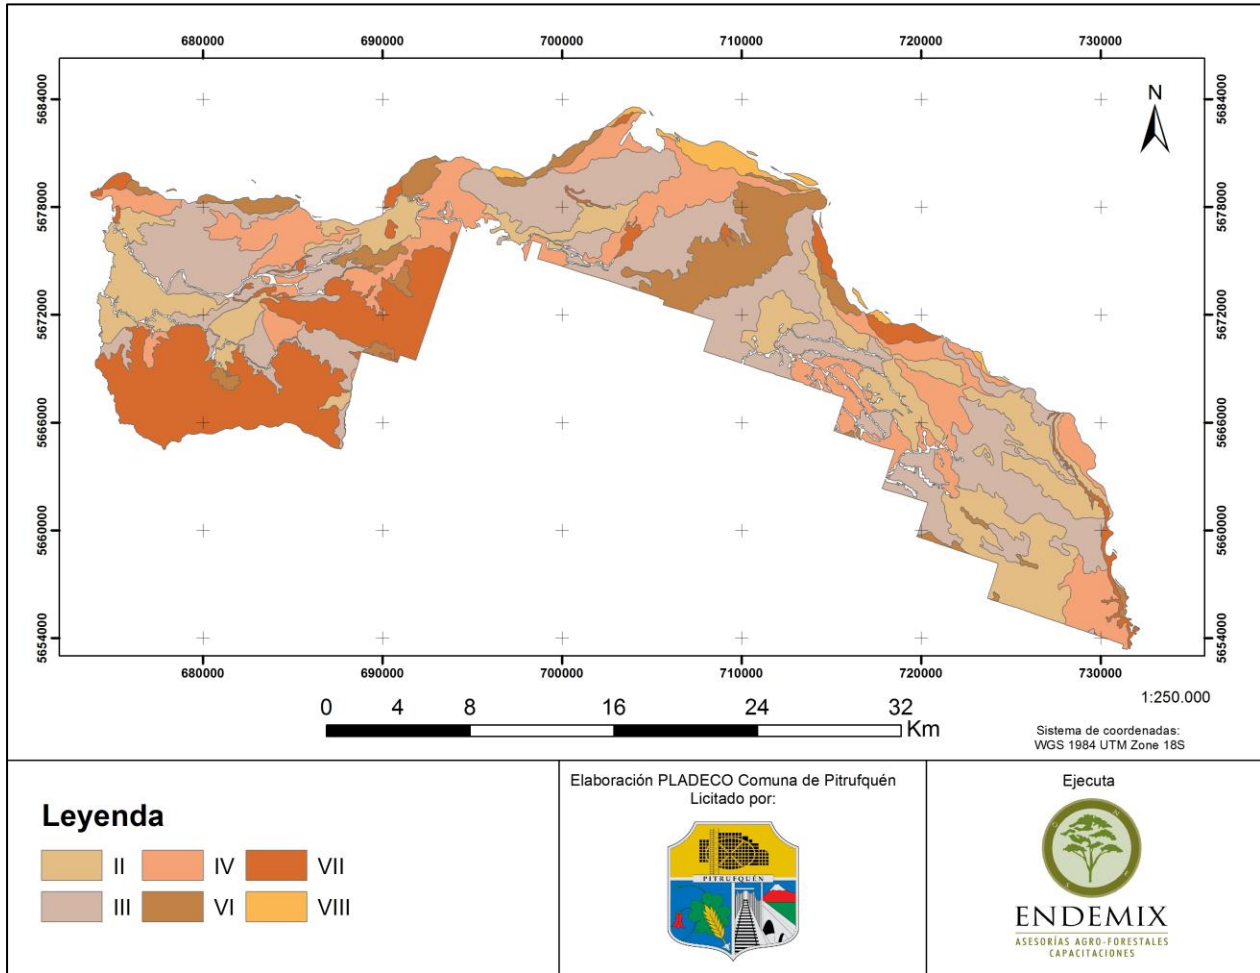 680000 690000 700000 710000 720000 730000
5684000 5684000
N
5678000 5678000
5672000 5672000
5666000 5666000
5660000 5660000
5654000 5654000
680000 690000 700000 710000 720000 730000
1:250.000
0 4 8 16 24 32
Km
Sistema de coordenadas:
WGS 1984 UTM Zone 18S
Leyenda
II IV VII
III VI VIII
Elaboración PLADECO Comuna de Pitrufquén
Licitado por:
PITRUFQUÉN
Ejecuta
ENDEMIX
ASESORÍAS AGRO-FORESTALES
CAPACITACIONES